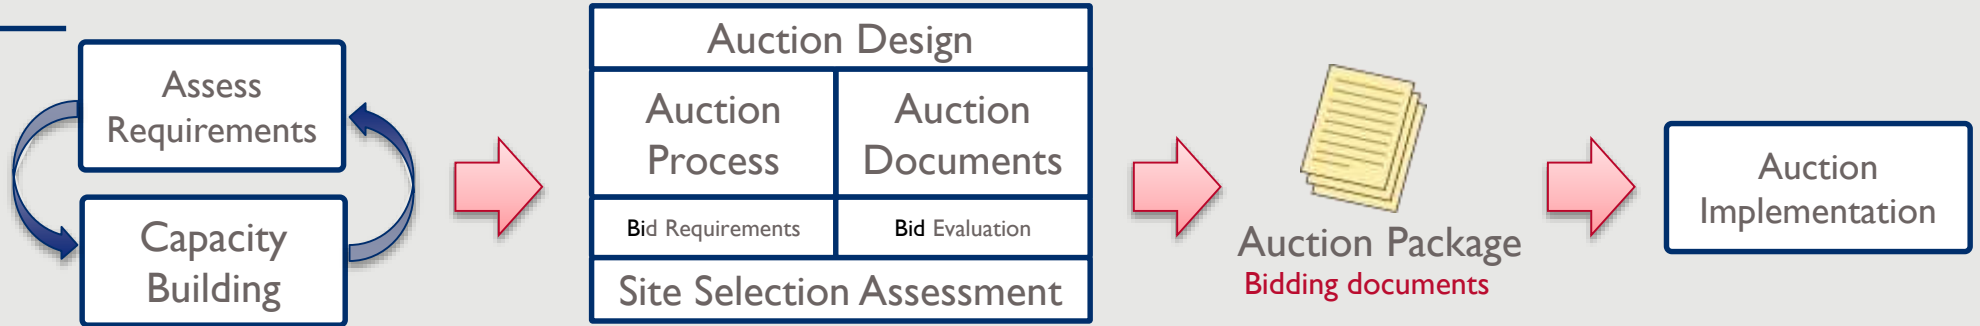 Assess
Requirements
Capacity
Building
Auction Design
Auction
Process
Auction
Documents
Bid Requirements
Bid Evaluation
Site Selection Assessment
Auction Package
Bidding documents
Auction
Implementation